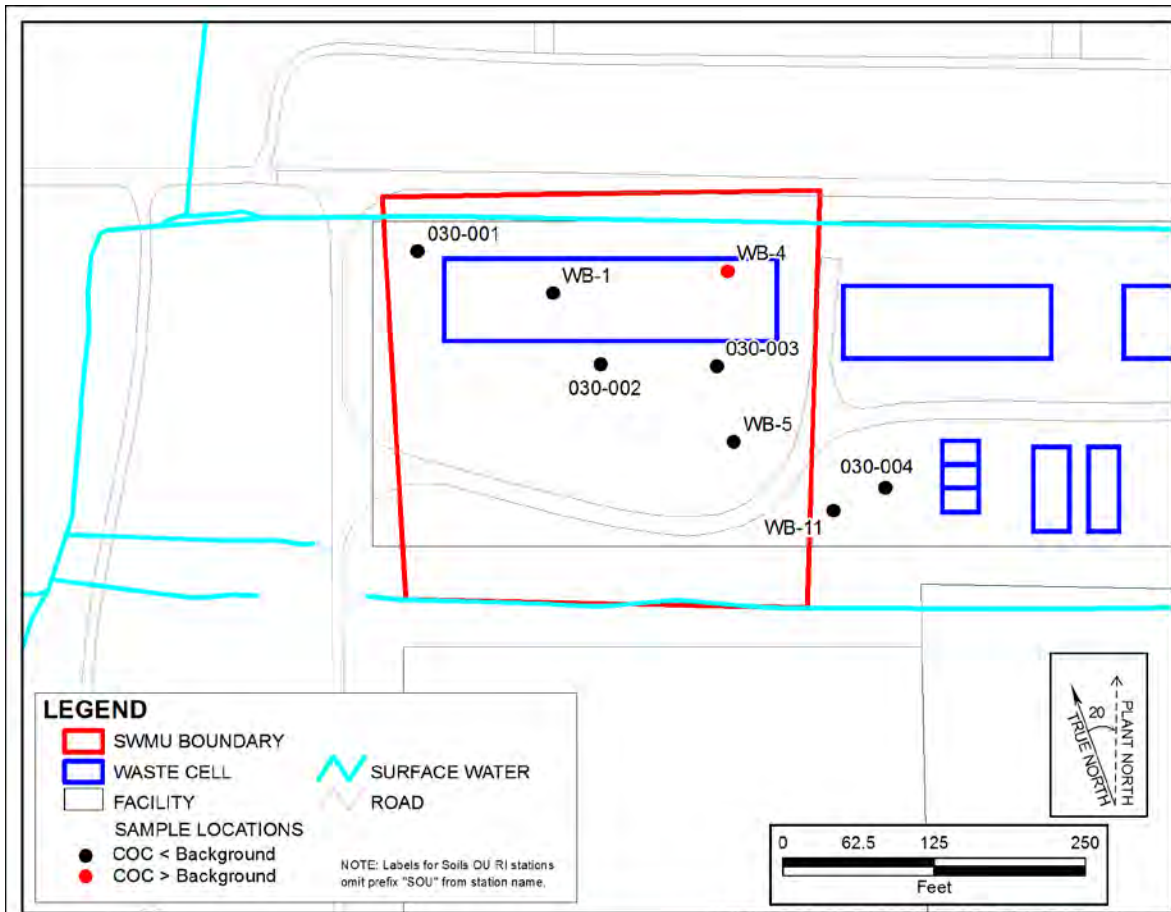 030-001
WB-4
WB-1
030-003
030-002
WB-5
030-004
WB-11
LEGEND
SWMU BOUNDARY
WASTE CELL
FACILITY
SURFACE WATER
ROAD
SAMPLE LOCATIONS
COC < Background
COC > Background
NOTE: Labels for Soils OU RI stations
omit prefix "SOU" from station name.
20
TRUE NORTH
PLANT NORTH
0 62.5 125 250
Feet